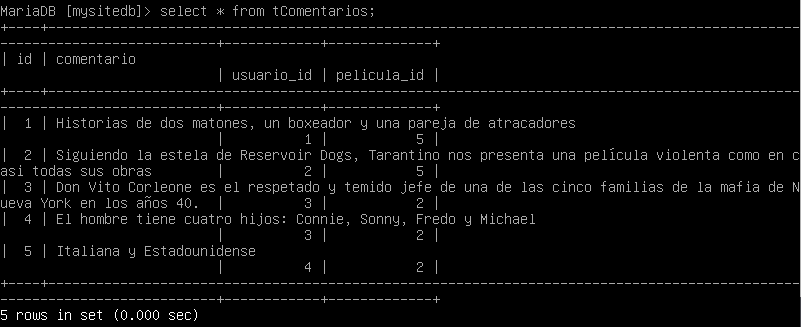 MariaDB [mysitedb]> select * from tComentarios;
+----+--------------------------------------------------------------------------------------------
---------------------------+------------+-------------+
| id | comentario
                           | usuario_id | pelicula_id |
+----+--------------------------------------------------------------------------------------------
---------------------------+------------+-------------+
|  1 | Historias de dos matones, un boxeador y una pareja de atracadores
                           |          1 |           5 |
|  2 | Siguiendo la estela de Reservoir Dogs, Tarantino nos presenta una película violenta como en c
asi todas sus obras        |          2 |           5 |
|  3 | Don Vito Corleone es el respetado y temido jefe de una de las cinco familias de la mafia de N
ueva York en los años 40.  |          3 |           2 |
|  4 | El hombre tiene cuatro hijos: Connie, Sonny, Fredo y Michael
                           |          3 |           2 |
|  5 | Italiana y Estadounidense
                           |          4 |           2 |
+----+--------------------------------------------------------------------------------------------
---------------------------+------------+-------------+
5 rows in set (0.000 sec)